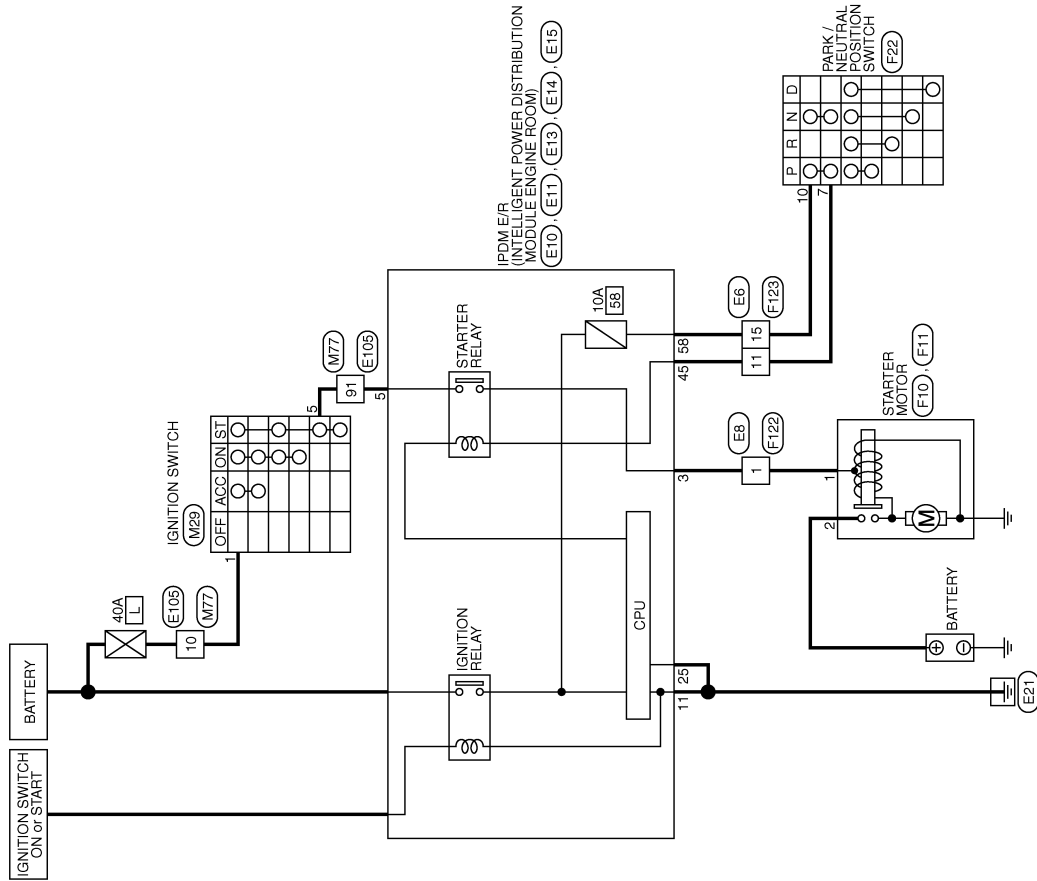 IGNITION SWITCH
ON or START
BATTERY
40A
L
10
E105
M77
1
IGNITION SWITCH
M29
OFF
ACC
ON
ST
5
91
M77
E105
5
IPDM E/R
(INTELLIGENT POWER DISTRIBUTION
MODULE ENGINE ROOM)
E10 , E11 , E13 , E14 , E15
IGNITION
RELAY
STARTER
RELAY
10A
58
CPU
11
25
3
45
58
E21
1
E8
F122
11
15
E6
F123
BATTERY
2
1
M
STARTER
MOTOR
F10 , F11
10
7
P
R
N
D
PARK /
NEUTRAL
POSITION
SWITCH
F22